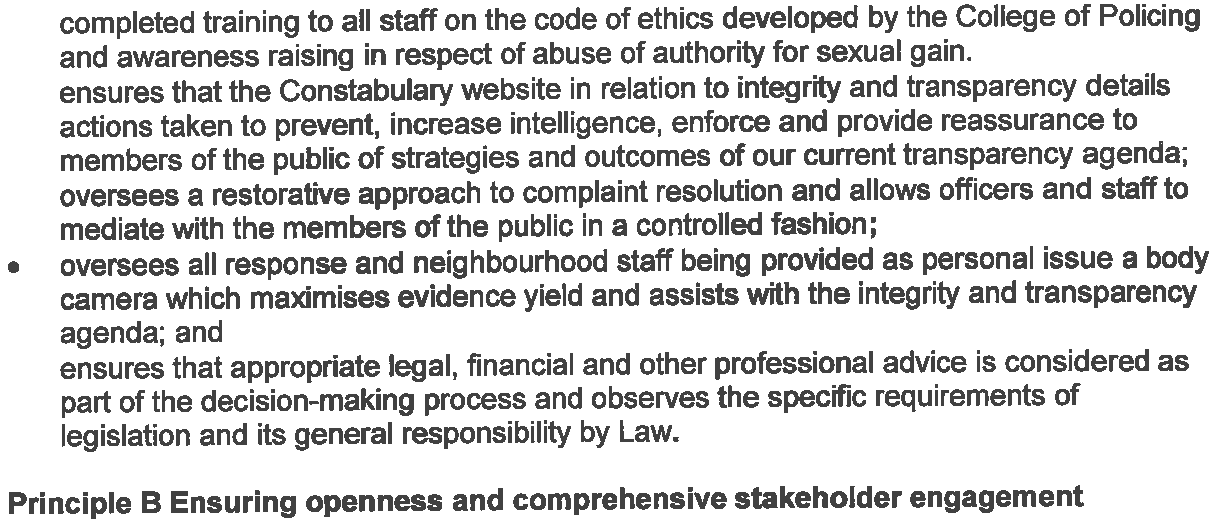 completed training to all staff on the code of ethics developed by the College of Policing
and awareness raising in respect of abuse of authority for sexual gain.
ensures that the Constabulary website in relation to integrity and transparency details
actions taken to prevent, increase intelligence, enforce and provide reassurance to
members of the public of strategies and outcomes of our current transparency agenda;
oversees a restorative approach to complaint resolution and allows officers and staff to
mediate with the members of the public in a controlled fashion;
• oversees all response and neighbourhood staff being provided as personal issue a body
camera which maximises evidence yield and assists with the integrity and transparency
agenda; and
ensures that appropriate legal, financial and other professional advice is considered as
part of the decision-making process and observes the specific requirements of
legislation and its general responsibility by Law.
Principle B Ensuring openness and comprehensive stakeholder engagement